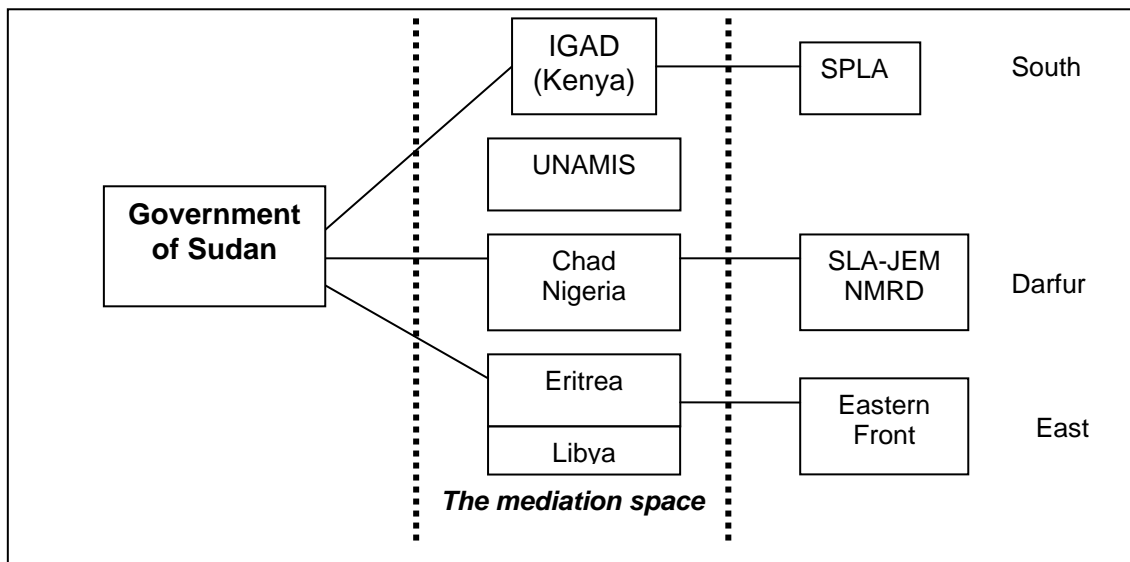 IGAD
(Kenya)
SPLA
South
UNAMIS
Government
of Sudan
Chad
Nigeria
SLA-JEM
NMRD
Darfur
Eritrea
Libya
Eastern
Front
East
The mediation space